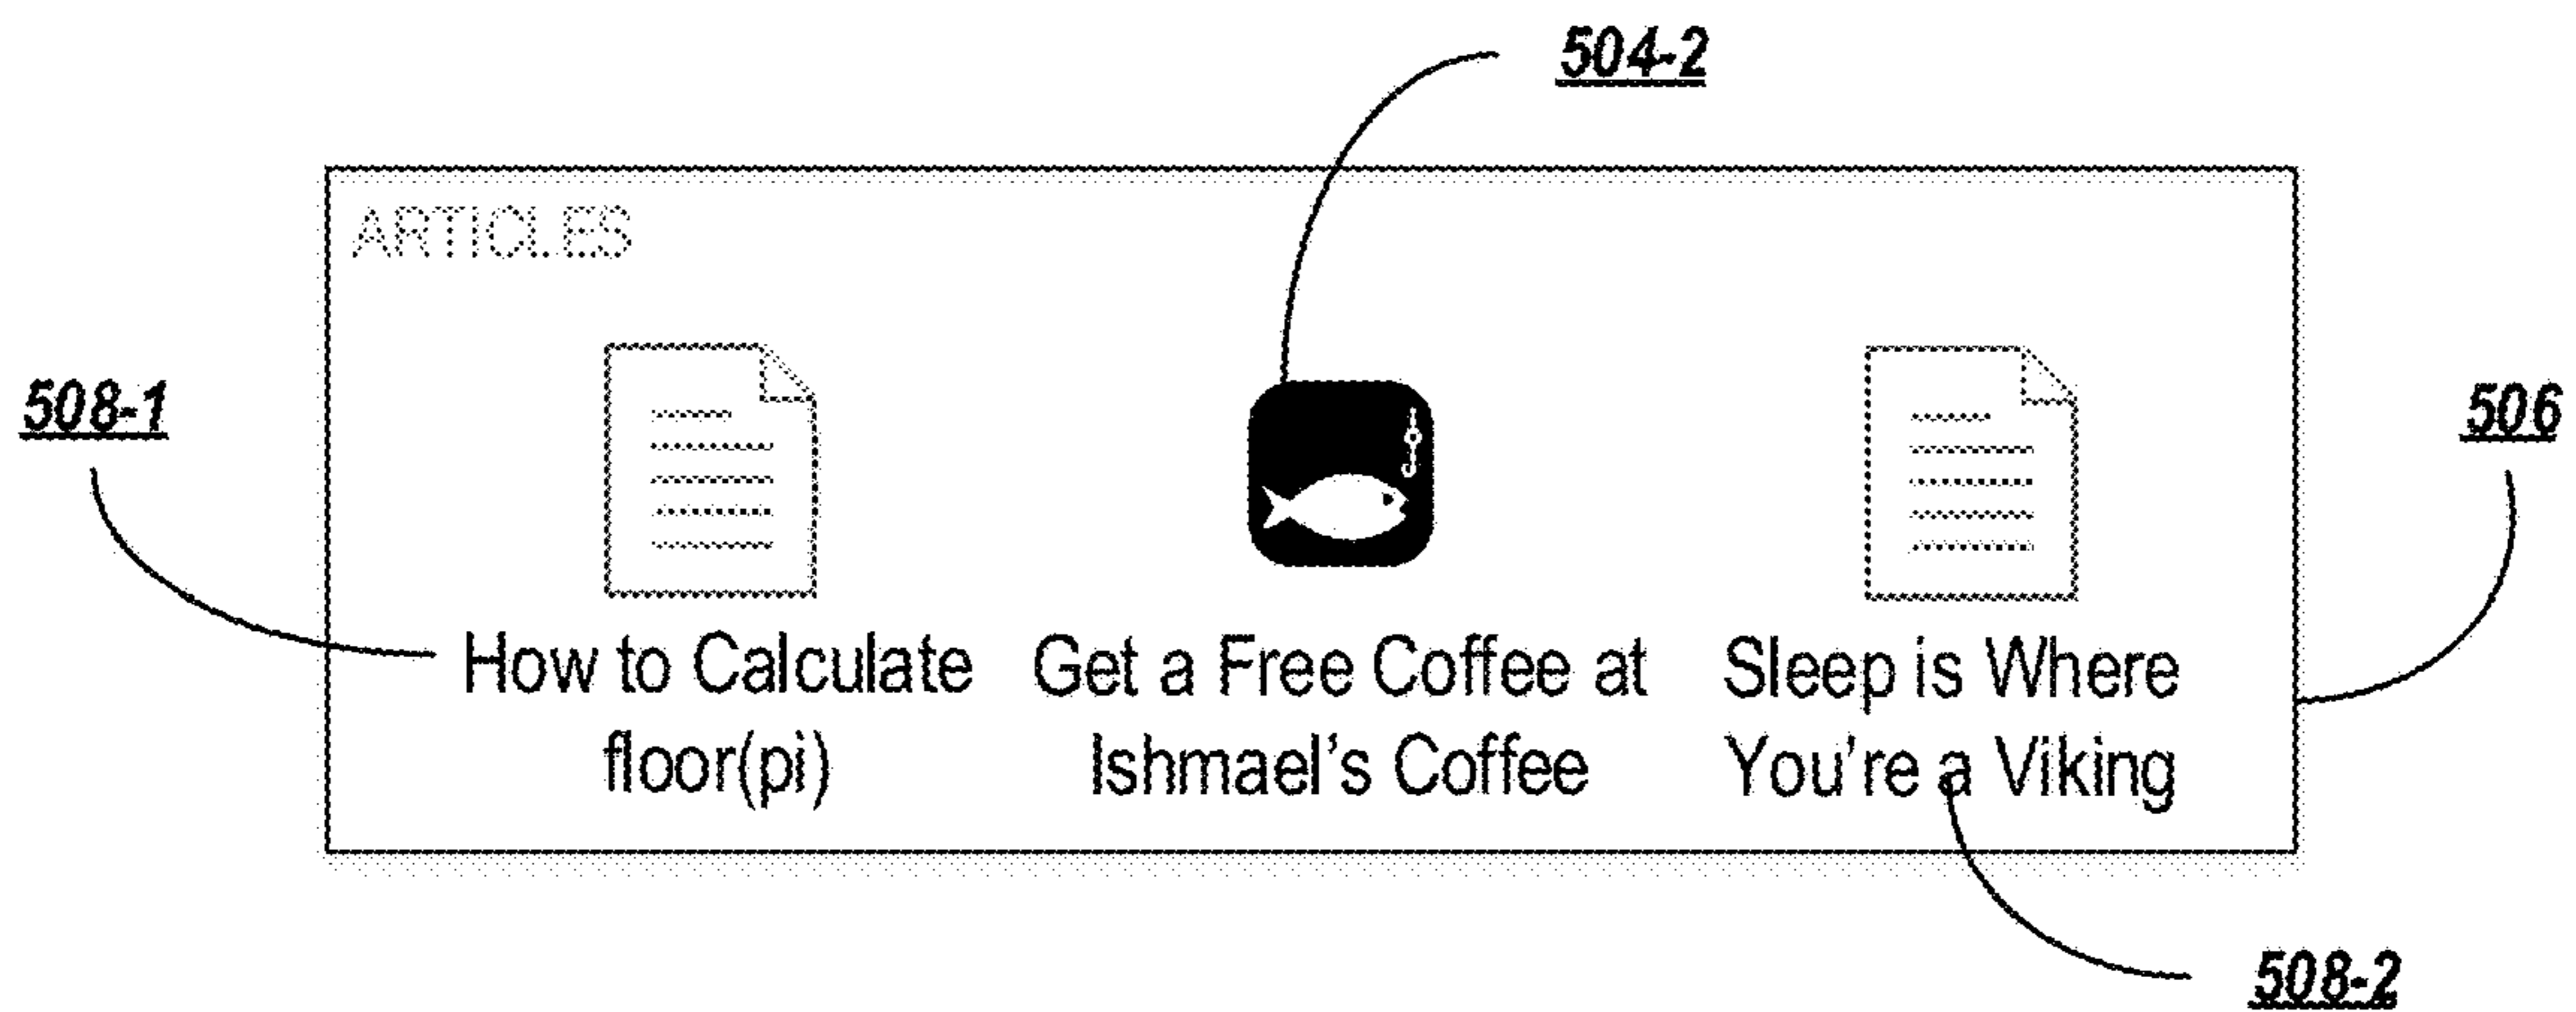 504-2
ARTICLES
508-1
506
How to Calculate
floor(pi)
Get a Free Coffee at
Ishmael's Coffee
Sleep is Where
You're a Viking
508-2